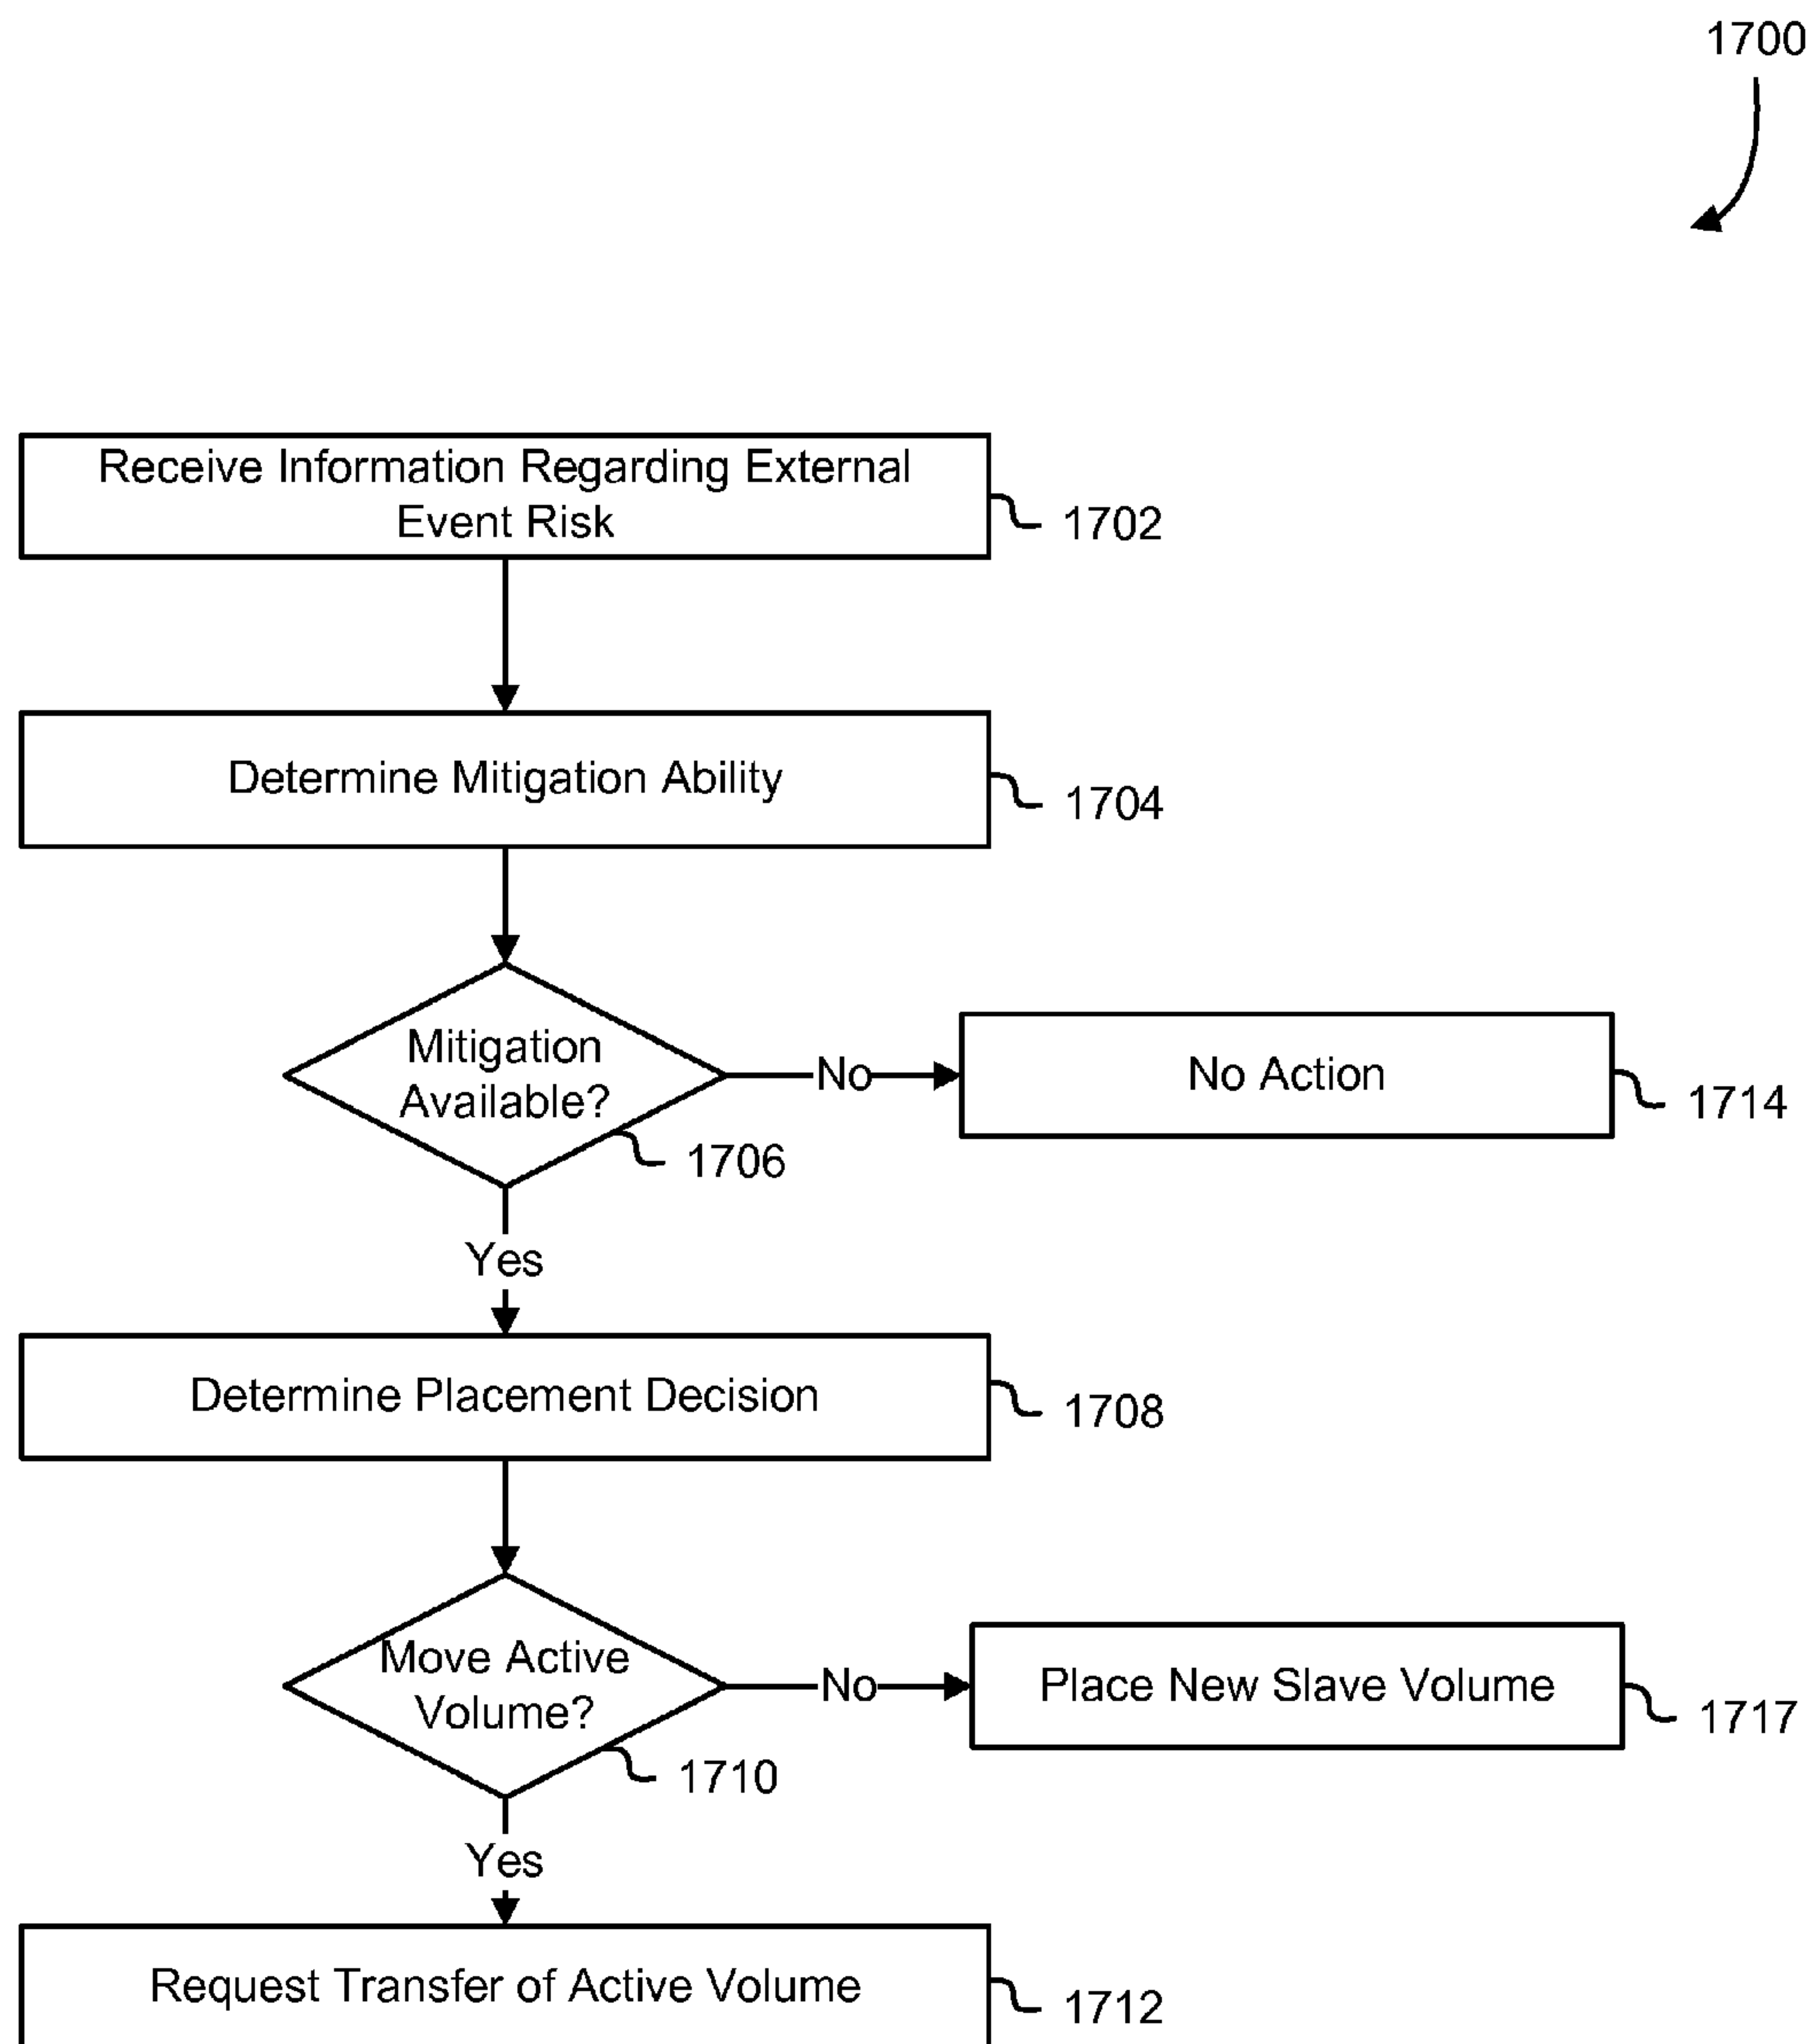 1700
Receive Information Regarding External
Event Risk
1702
Determine Mitigation Ability
1704
Mitigation
Available?
1706
No
No Action
1714
Yes
Determine Placement Decision
1708
Move Active
Volume?
1710
No
Place New Slave Volume
1717
Yes
Request Transfer of Active Volume
1712